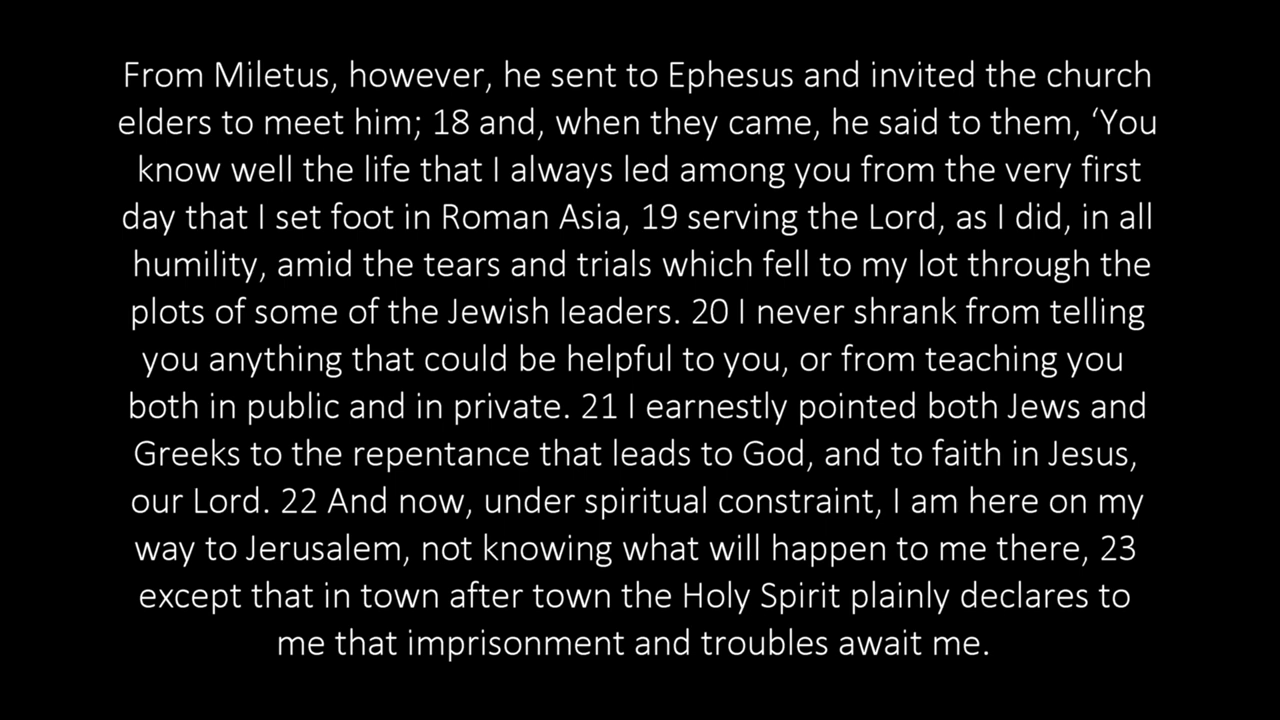 From Miletus, however, he sent to Ephesus and invited the church
elders to meet him; 18 and, when they came, he said to them, ‘You
know well the life that I always led among you from the very first
day that I set foot in Roman Asia, 19 serving the Lord, as I did, in all
humility, amid the tears and trials which fell to my lot through the
plots of some of the Jewish leaders. 20 I never shrank from telling
you anything that could be helpful to you, or from teaching you
both in public and in private. 21 I earnestly pointed both Jews and
Greeks to the repentance that leads to God, and to faith in Jesus,
our Lord. 22 And now, under spiritual constraint, I am here on my
way to Jerusalem, not knowing what will happen to me there, 23
except that in town after town the Holy Spirit plainly declares to
me that imprisonment and troubles await me.